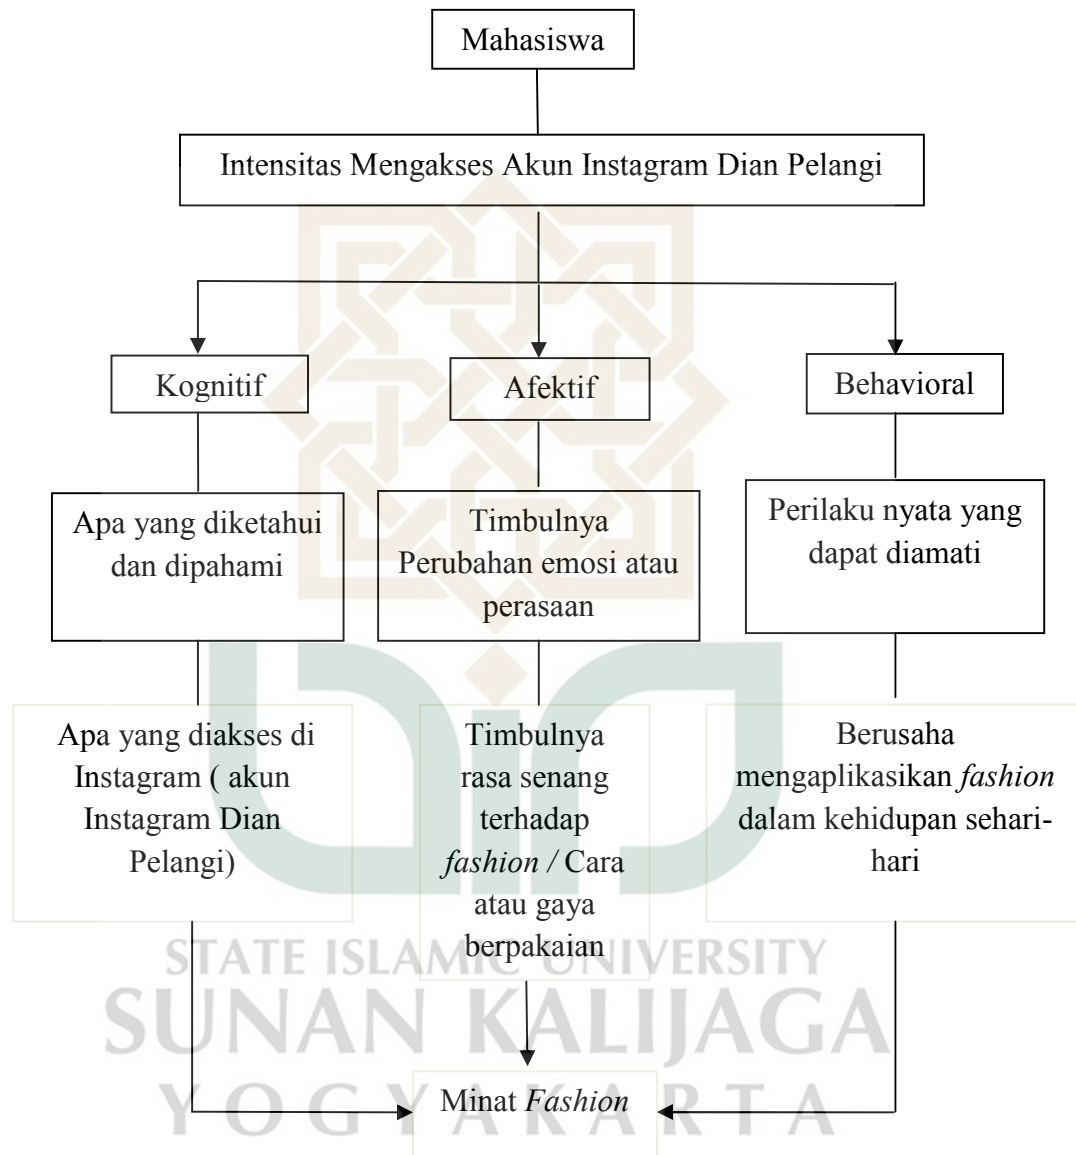 Mahasiswa
Intensitas Mengakses Akun Instagram Dian Pelangi
Kognitif
Afektif
Behavioral
Apa yang diketahui
dan dipahami
Timbulnya
Perubahan emosi atau
perasaan
Perilaku nyata yang
dapat diamati
Apa yang diakses di
Instagram ( akun
Instagram Dian
Pelangi)
Timbulnya
rasa senang
terhadap
fashion / Cara
atau gaya
berpakaian
Berusaha
mengaplikasikan fashion
dalam kehidupan sehari-
hari
STATE ISLAMIC UNIVERSITY
SUNAN KALIJAGA
YOGYAKARTA
Minat Fashion